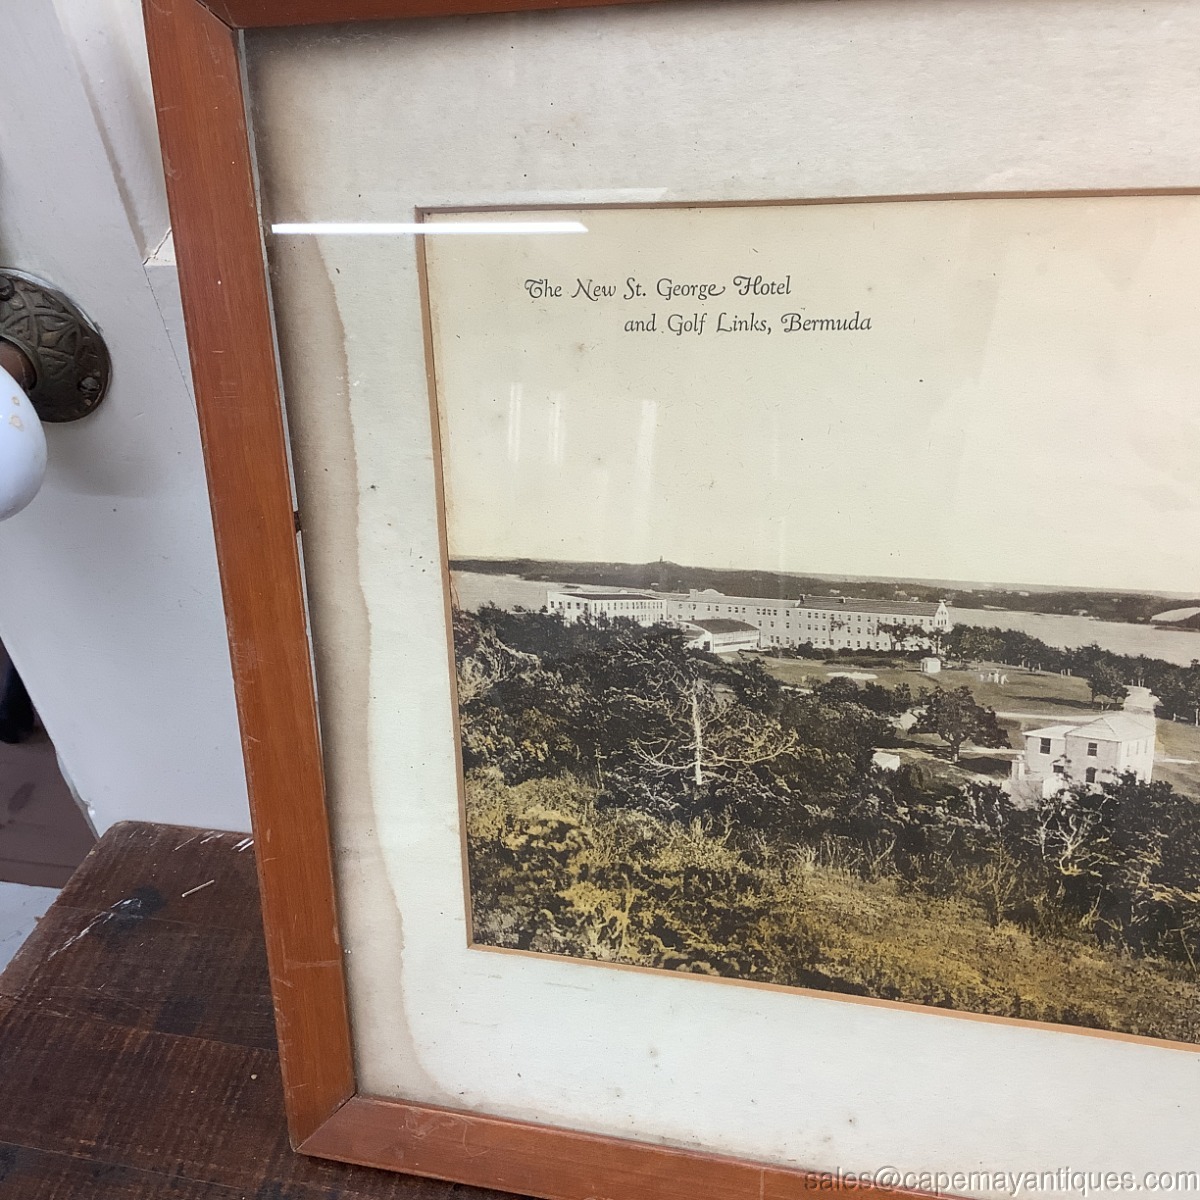 The New St. George Hotel
and Golf Links, Bermuda
sales@capemayantiques.com